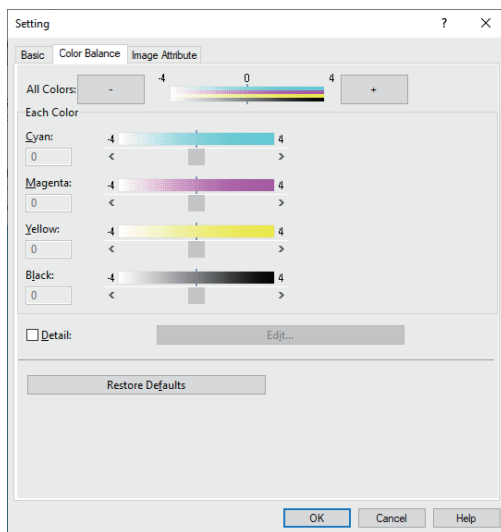 Setting ? ×
Basic Color Balance Image Attribute
-4 0 4
All Colors: - +
Each Color
Cyan: -4 4
0 < >
Magenta: -4 4
0 < >
Yellow: -4 4
0 < >
Black: -4 4
0 < >
Detail: Edit...
Restore Defaults
OK Cancel Help